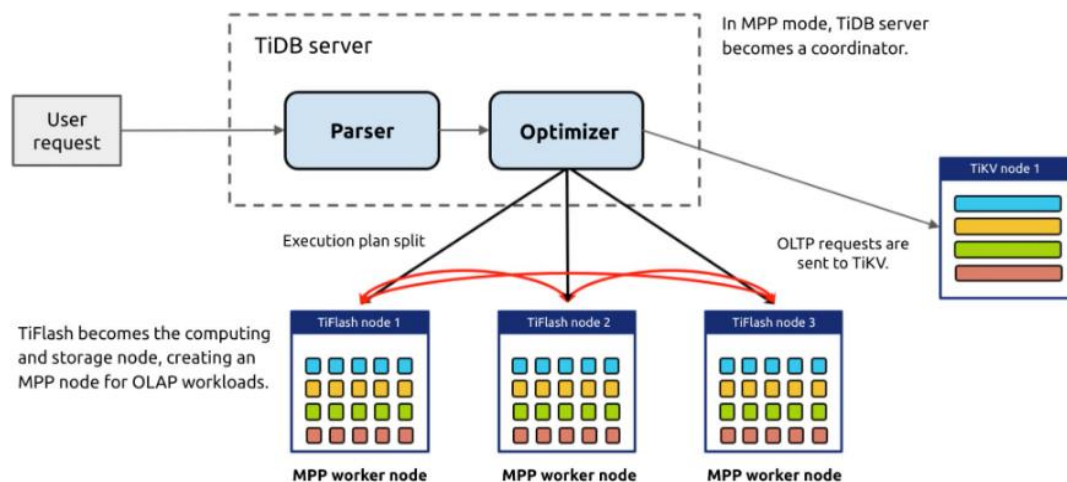 In MPP mode, TiDB server
becomes a coordinator.
TiDB server
User
request
Parser
Optimizer
TiKV node 1
Execution plan split
OLTP requests are
sent to TiKV.
TiFlash becomes the computing
and storage node, creating an
MPP node for OLAP workloads.
TiFlash node 1
TiFlash node 2
TiFlash node 3
MPP worker node
MPP worker node
MPP worker node